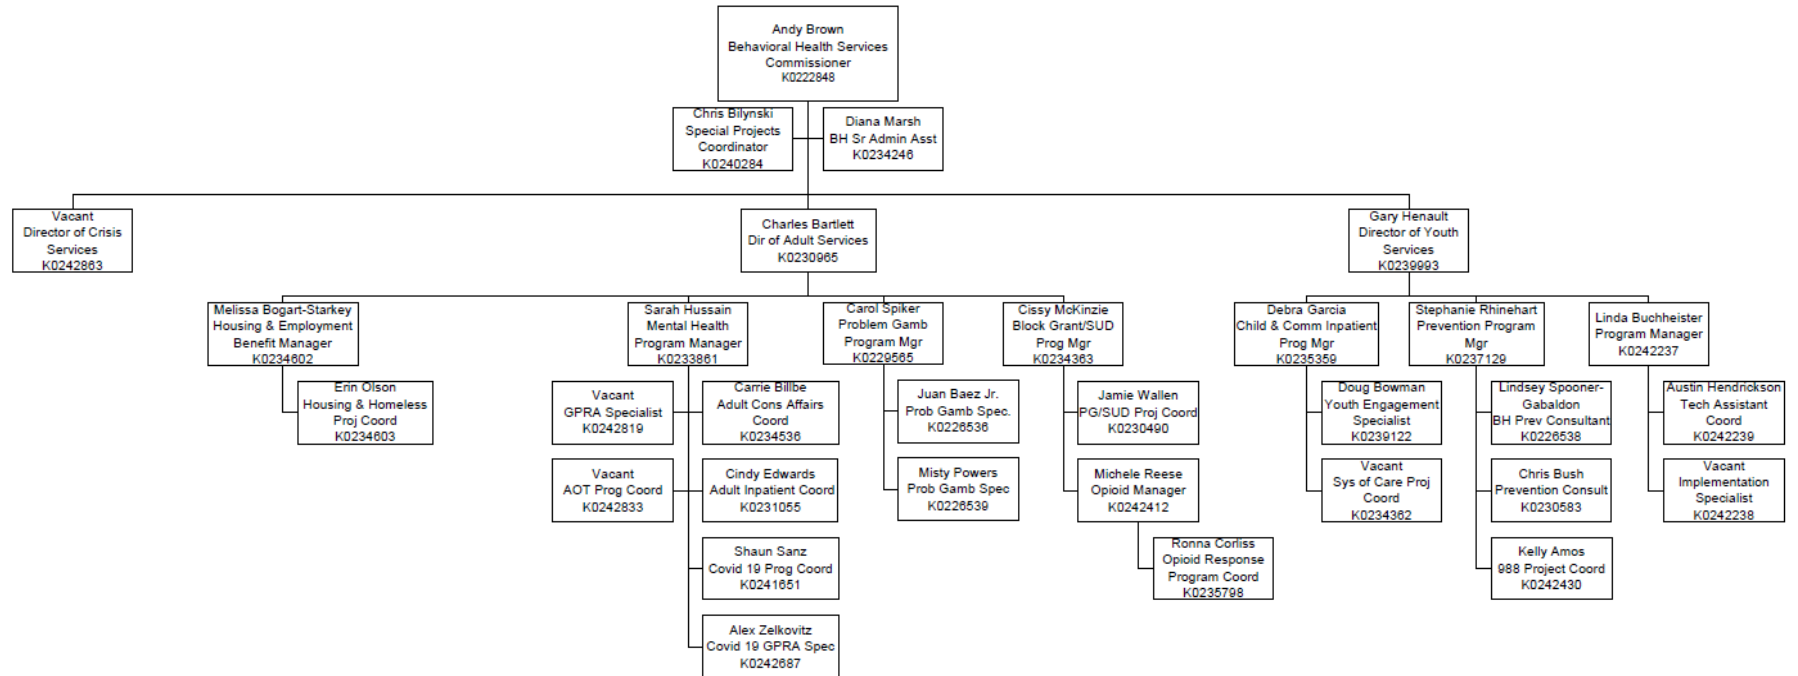 Andy Brown
Behavioral Health Services
Commissioner
K0222848
Chris Bilynski
Special Projects
Coordinator
K0240284
Diana Marsh
BH Sr Admin Asst
K0234246
Vacant
Director of Crisis
Services
K0242863
Charles Bartlett
Dir of Adult Services
K0230965
Gary Henault
Director of Youth
Services
K0239993
Melissa Bogart-Starkey
Housing & Employment
Benefit Manager
K0234602
Sarah Hussain
Mental Health
Program Manager
K0233861
Carol Spiker
Problem Gamb
Program Mgr
K0229565
Cissy McKinzie
Block Grant/SUD
Prog Mgr
K0234363
Debra Garcia
Child & Comm Inpatient
Prog Mgr
K0235359
Stephanie Rhinehart
Prevention Program
Mgr
K0237129
Linda Buchheister
Program Manager
K0242237
Erin Olson
Housing & Homeless
Proj Coord
K0234603
Vacant
GPRA Specialist
K0242819
Carrie Billbe
Adult Cons Affairs
Coord
K0234536
Juan Baez Jr.
Prob Gamb Spec.
K0226536
Jamie Wallen
PG/SUD Proj Coord
K0230490
Doug Bowman
Youth Engagement
Specialist
K0239122
Lindsey Spooner-
Gabaldon
BH Prev Consultant
K0226538
Austin Hendrickson
Tech Assistant
Coord
K0242239
Vacant
AOT Prog Coord
K0242833
Cindy Edwards
Adult Inpatient Coord
K0231055
Misty Powers
Prob Gamb Spec
K0226539
Michele Reese
Opioid Manager
K0242412
Vacant
Sys of Care Proj
Coord
K0234362
Chris Bush
Prevention Consult
K0230583
Vacant
Implementation
Specialist
K0242238
Shaun Sanz
Covid 19 Prog Coord
K0241651
Ronna Corliss
Opioid Response
Program Coord
K0235798
Kelly Amos
988 Project Coord
K0242430
Alex Zelkovitz
Covid 19 GPRA Spec
K0242687